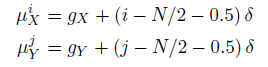 μ_X^i = g_X + (i − N/2 − 0.5) δ
μ_Y^j = g_Y + (j − N/2 − 0.5) δ